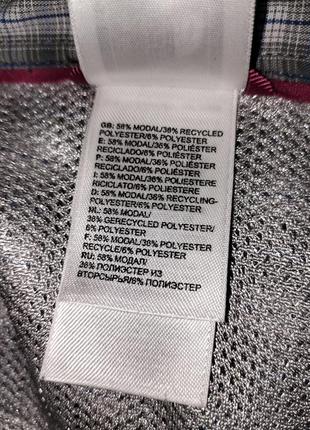 GB: 58% MODAL/36% RECYCLED
POLYESTER/6% POLYESTER
E: 58% MODAL/36% POLIÉSTER
RECICLADO/6% POLIÉSTER
P: 58% MODAL/36% POLIÉSTER
RECICLADO/6% POLIÉSTER
I: 58% MODAL/36% POLIESTERE
RICICLATO/6% POLIESTERE
D: 58% MODAL/36% RECYCLING-
POLYESTER/6% POLYESTER
NL: 58% MODAL/
36% GERECYCLED POLYESTER/
6% POLYESTER
F: 58% MODAL/36% POLYESTER
RECYCLE/6% POLYESTER
RU: 58% МОДАЛ/
36% ПОЛИЭСТЕР ИЗ
ВТОРСЫРЬЯ/6% ПОЛИЭСТЕР